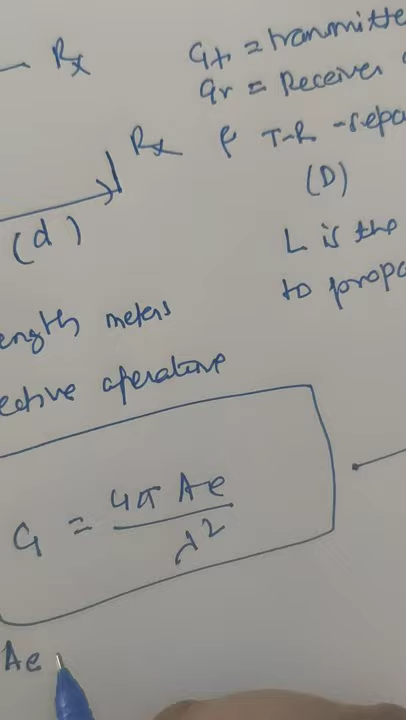 Rx
Gt = transmitte
Gr = Receiver
Rx
& T-R - sepa
(D)
(d)
L is the
to propa
ength meters
ective aperature
G = 4π Ae / λ2
Ae